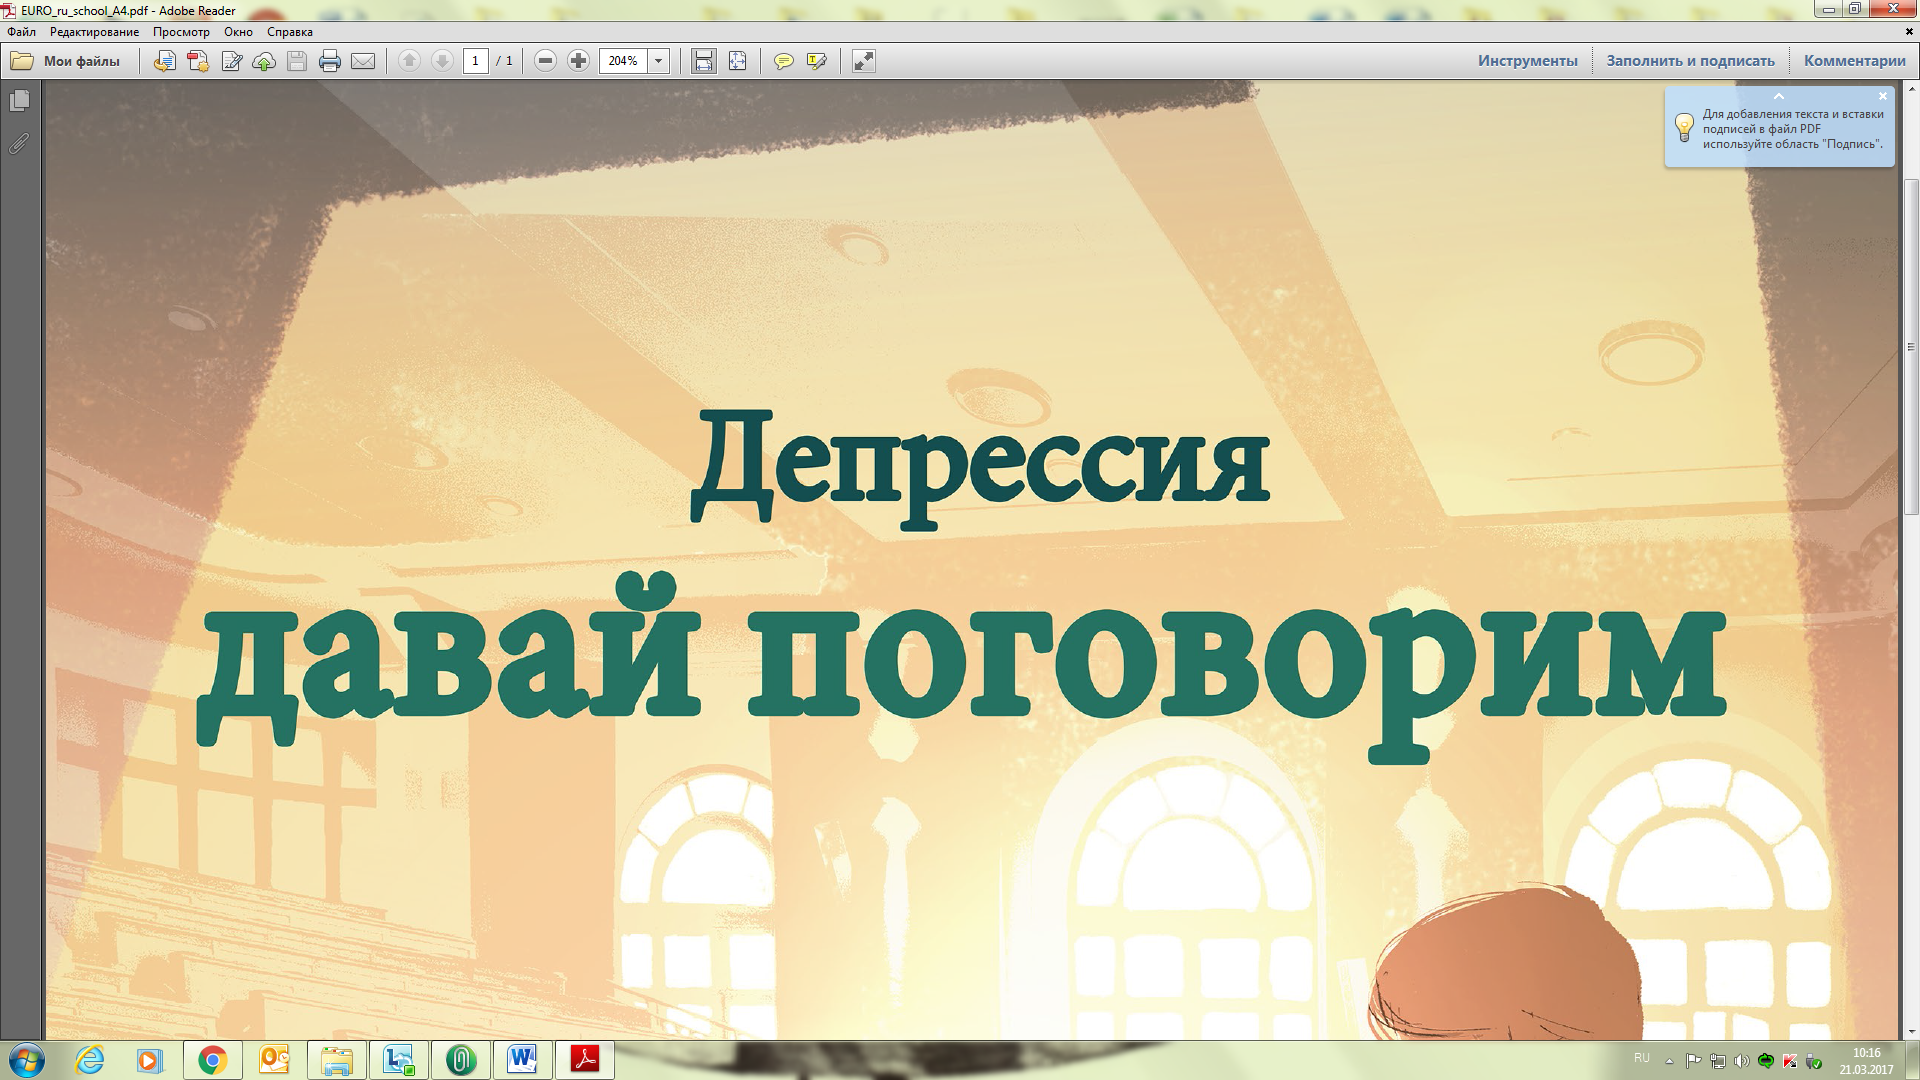 EURO_ru_school_A4.pdf - Adobe Reader
Файл Редактирование Просмотр Окно Справка
Мои файлы 1 / 1 204% Инструменты Заполнить и подписать Комментарии
Для добавления текста и вставки
подписей в файл PDF
используйте область "Подпись".
Депрессия
давай поговорим
RU 10:16
21.03.2017